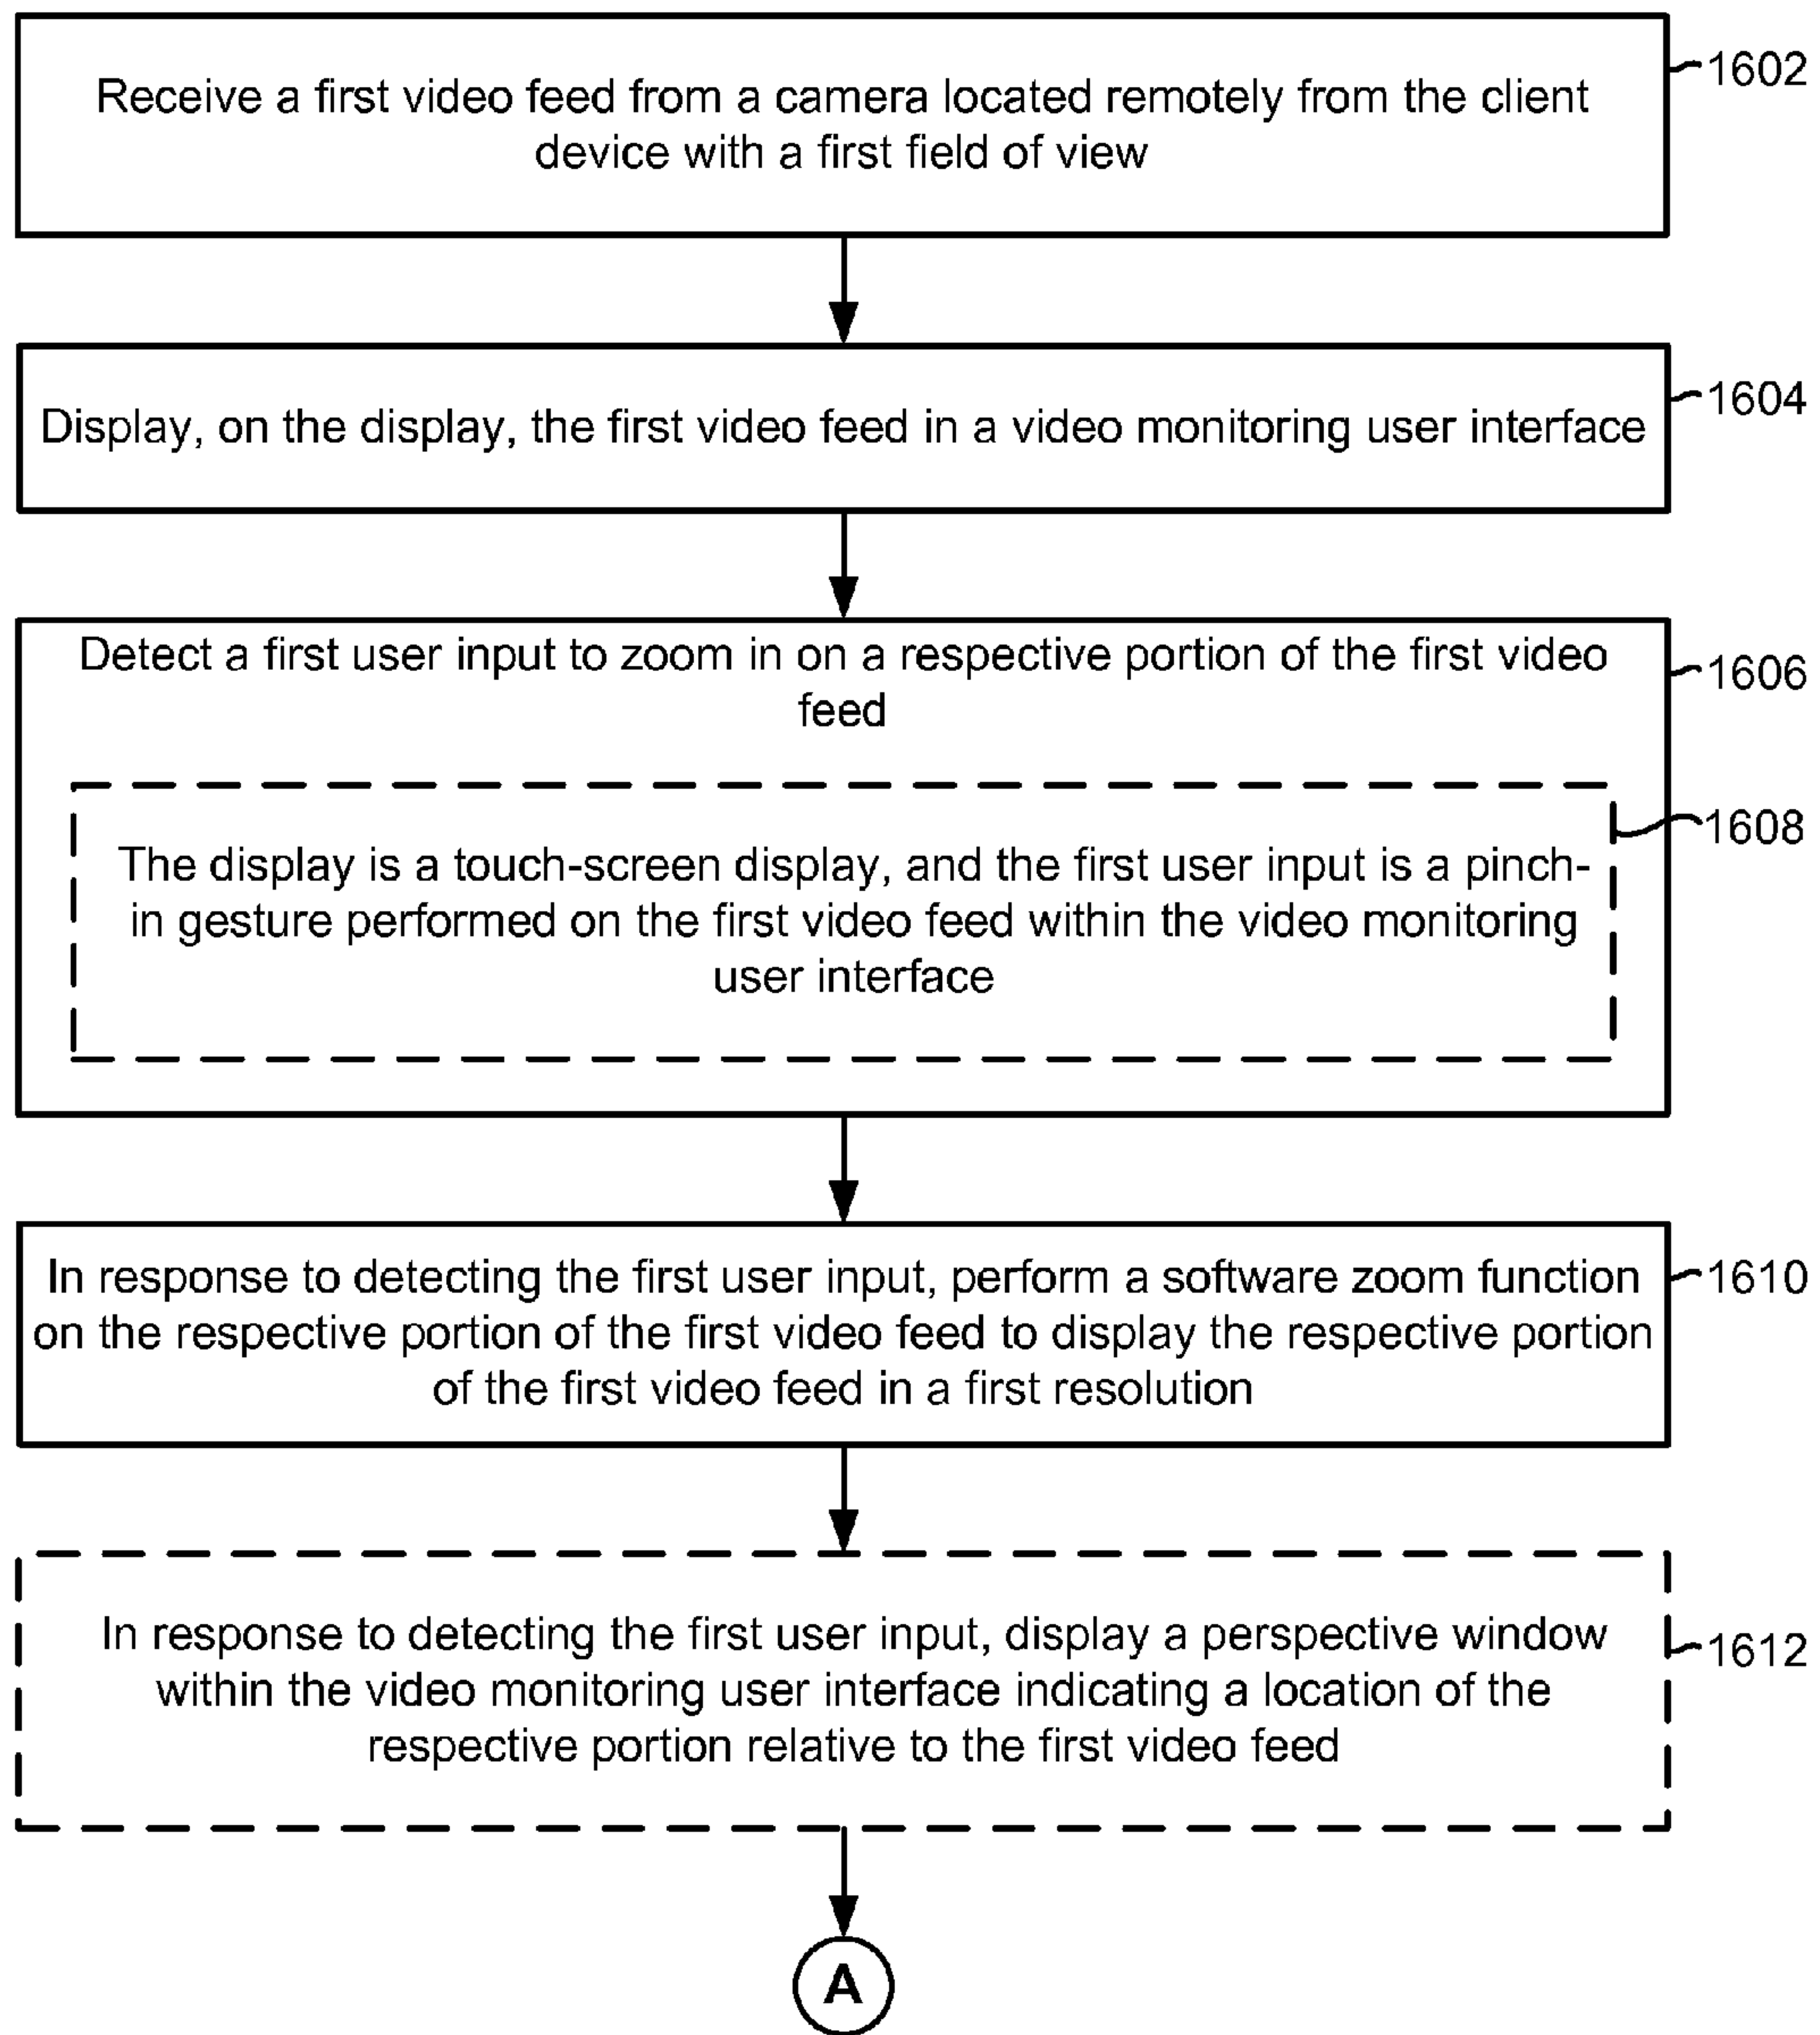 Receive a first video feed from a camera located remotely from the client
device with a first field of view
1602
Display, on the display, the first video feed in a video monitoring user interface
1604
Detect a first user input to zoom in on a respective portion of the first video
feed
1606
The display is a touch-screen display, and the first user input is a pinch-
in gesture performed on the first video feed within the video monitoring
user interface
1608
In response to detecting the first user input, perform a software zoom function
on the respective portion of the first video feed to display the respective portion
of the first video feed in a first resolution
1610
In response to detecting the first user input, display a perspective window
within the video monitoring user interface indicating a location of the
respective portion relative to the first video feed
1612
A